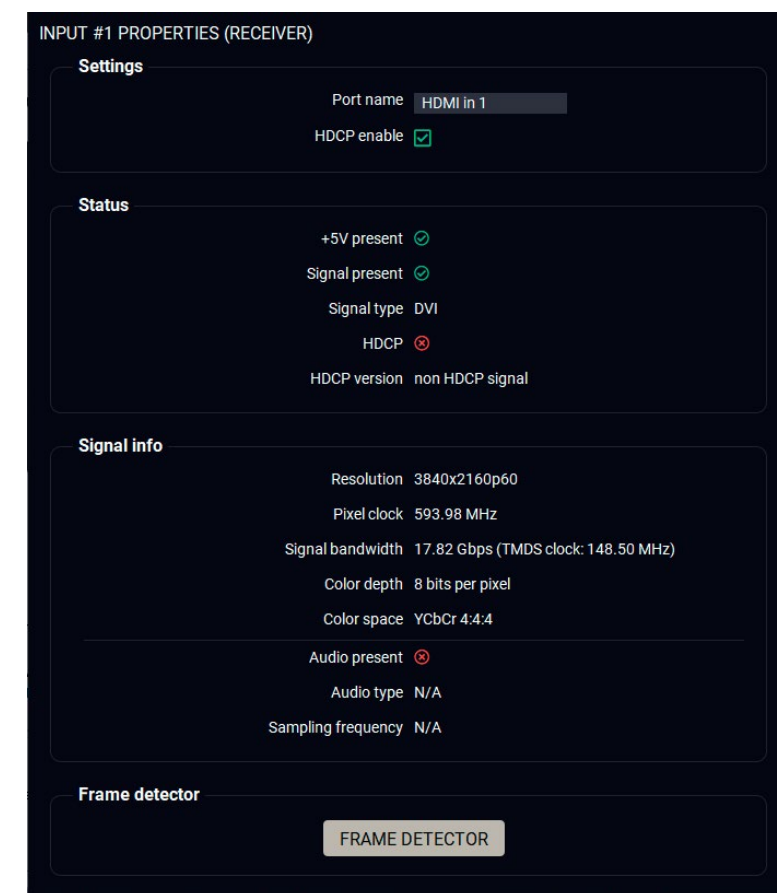 INPUT #1 PROPERTIES (RECEIVER)
Settings
Port name HDMI in 1
HDCP enable
Status
+5V present
Signal present
Signal type DVI
HDCP
HDCP version non HDCP signal
Signal info
Resolution 3840x2160p60
Pixel clock 593.98 MHz
Signal bandwidth 17.82 Gbps (TMDS clock: 148.50 MHz)
Color depth 8 bits per pixel
Color space YCbCr 4:4:4
Audio present
Audio type N/A
Sampling frequency N/A
Frame detector
FRAME DETECTOR